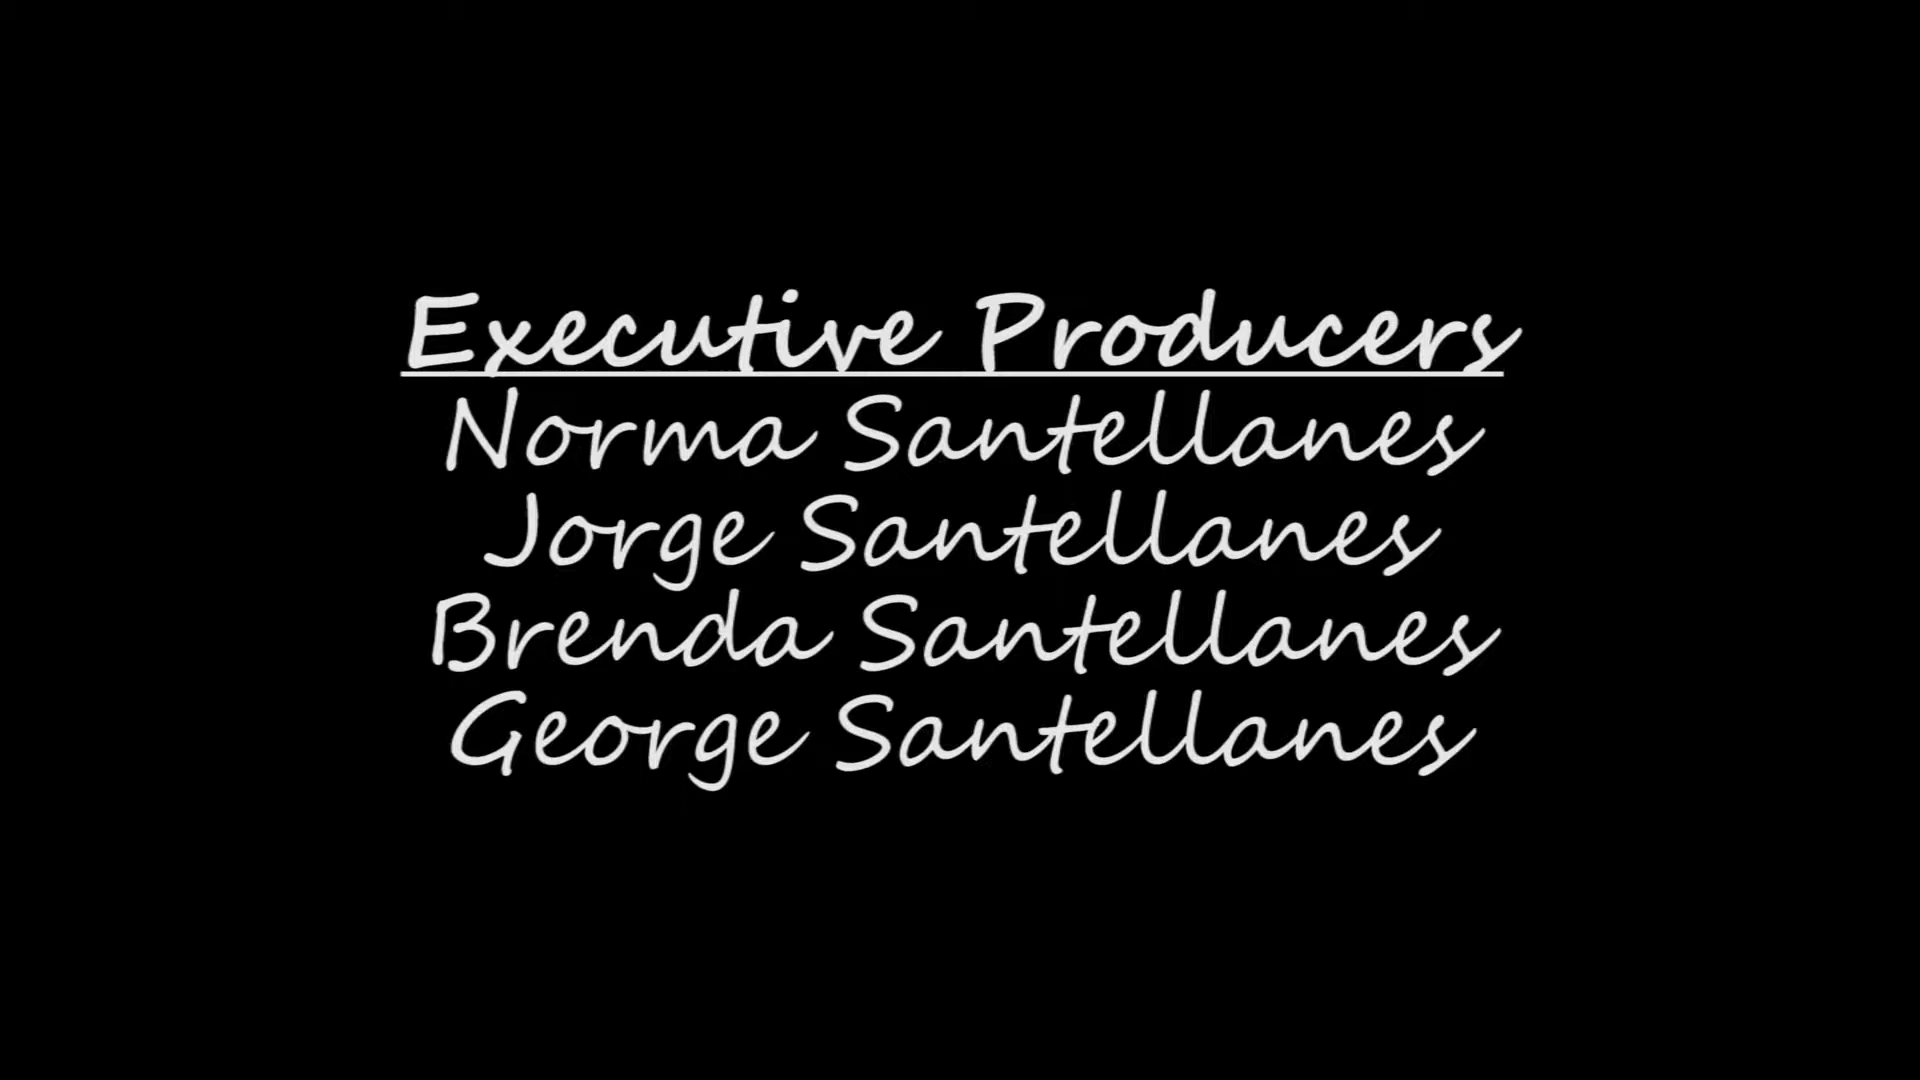 Executive Producers
Norma Santellanes
Jorge Santellanes
Brenda Santellanes
George Santellanes